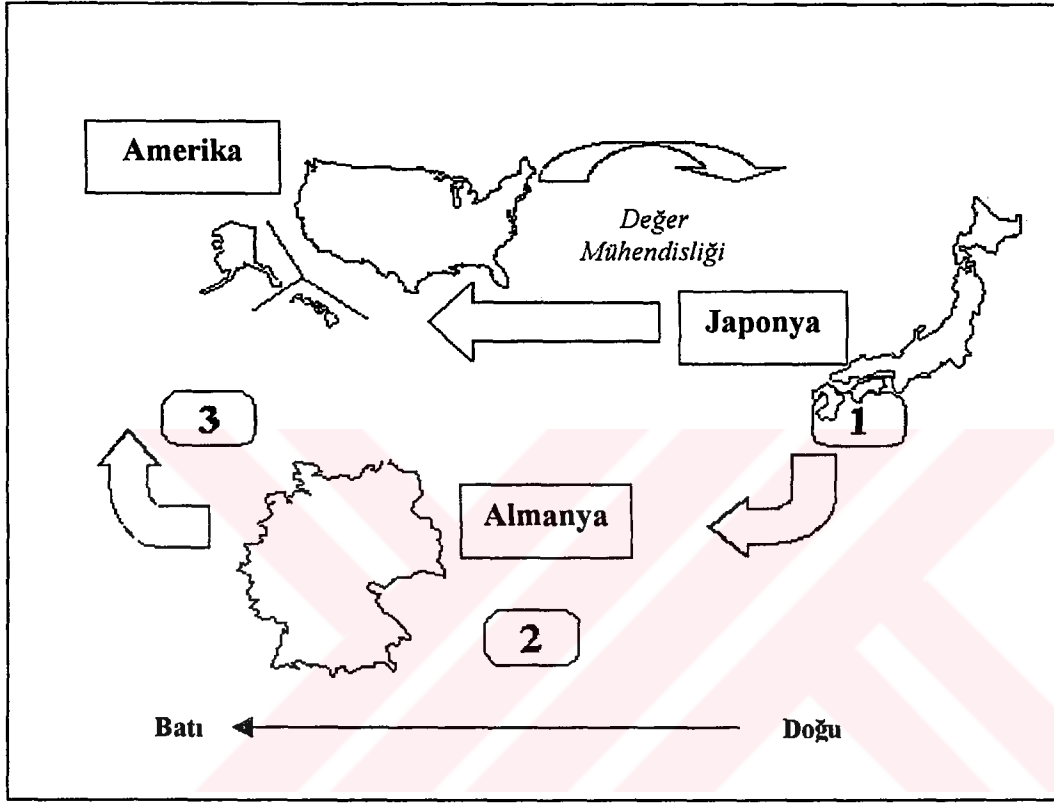 Amerika
Değer
Mühendisliği
Japonya
3
1
Almanya
2
Batı
Doğu